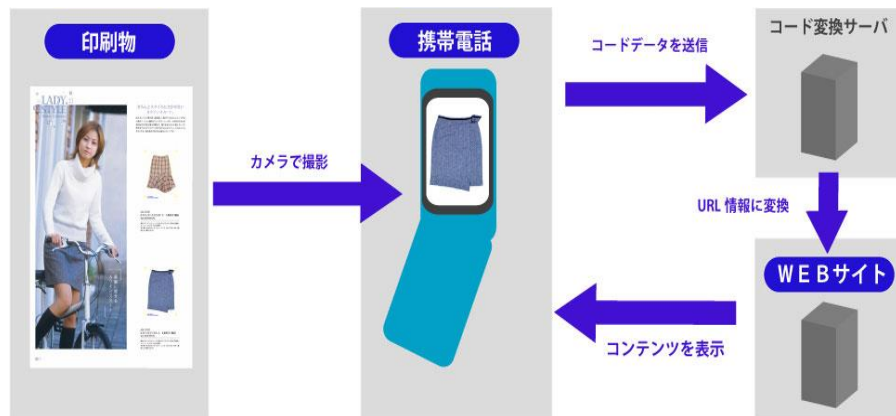 印刷物
LADY
STYLE
カメラで撮影
携帯電話
コードデータを送信
コード変換サーバ
URL 情報に変換
ＷＥＢサイト
コンテンツを表示